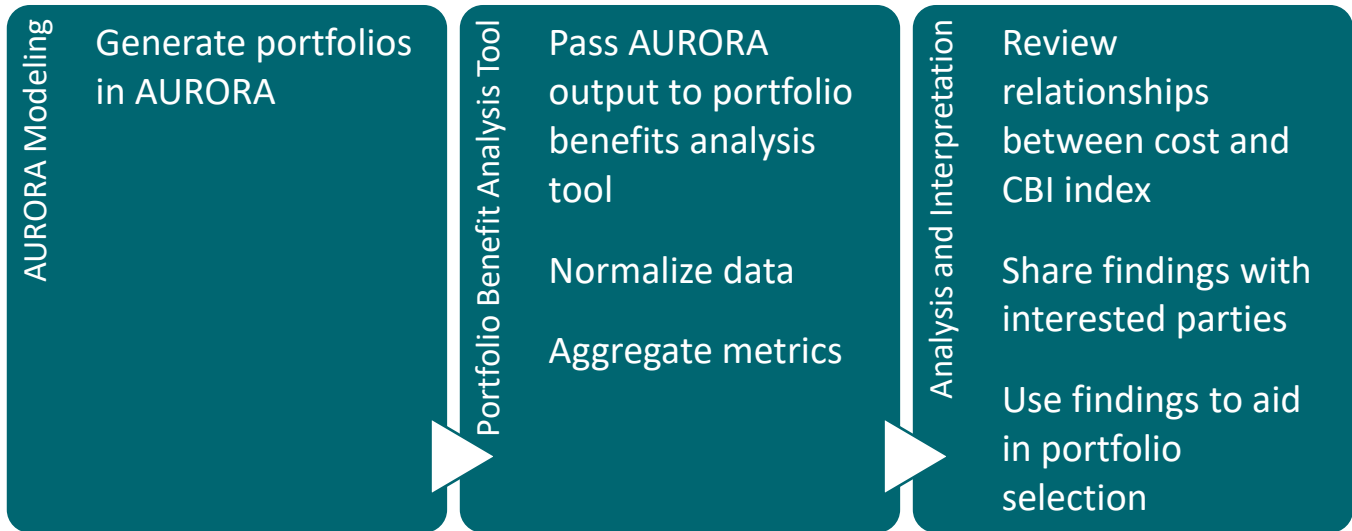 AURORA Modeling
Generate portfolios
in AURORA
Portfolio Benefit Analysis Tool
Pass AURORA
output to portfolio
benefits analysis
tool
Normalize data
Aggregate metrics
Analysis and Interpretation
Review
relationships
between cost and
CBI index
Share findings with
interested parties
Use findings to aid
in portfolio
selection